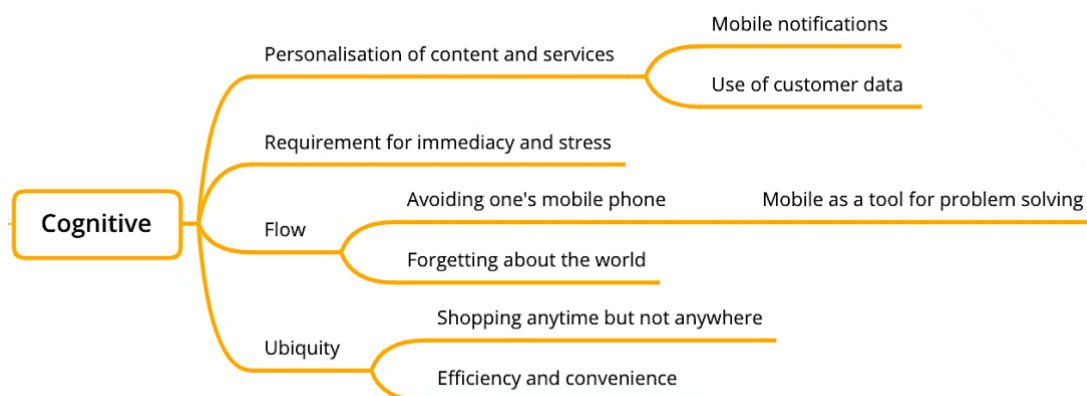 Cognitive
Personalisation of content and services
Mobile notifications
Use of customer data
Requirement for immediacy and stress
Flow
Avoiding one's mobile phone
Mobile as a tool for problem solving
Forgetting about the world
Ubiquity
Shopping anytime but not anywhere
Efficiency and convenience